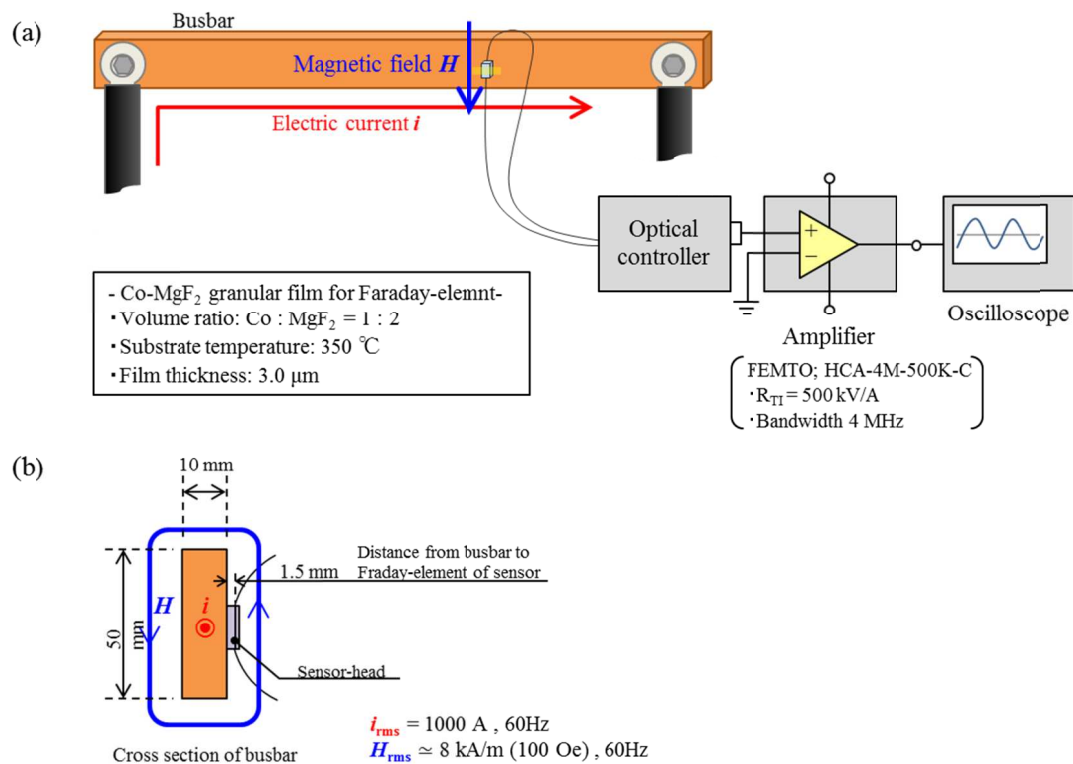 (a)
Busbar
Magnetic field H
Electric current i
Optical
controller
+
−
Amplifier
Oscilloscope
FEMTO; HCA-4M-500K-C
・RTI = 500 kV/A
・Bandwidth 4 MHz
- Co-MgF₂ granular film for Faraday-elemnt-
・Volume ratio: Co : MgF₂ = 1 : 2
・Substrate temperature: 350 ℃
・Film thickness: 3.0 μm
(b)
10 mm
1.5 mm
Distance from busbar to
Fraday-element of sensor
H
i
50
mm
Sensor-head
Cross section of busbar
irms = 1000 A , 60Hz
Hrms ≃ 8 kA/m (100 Oe) , 60Hz